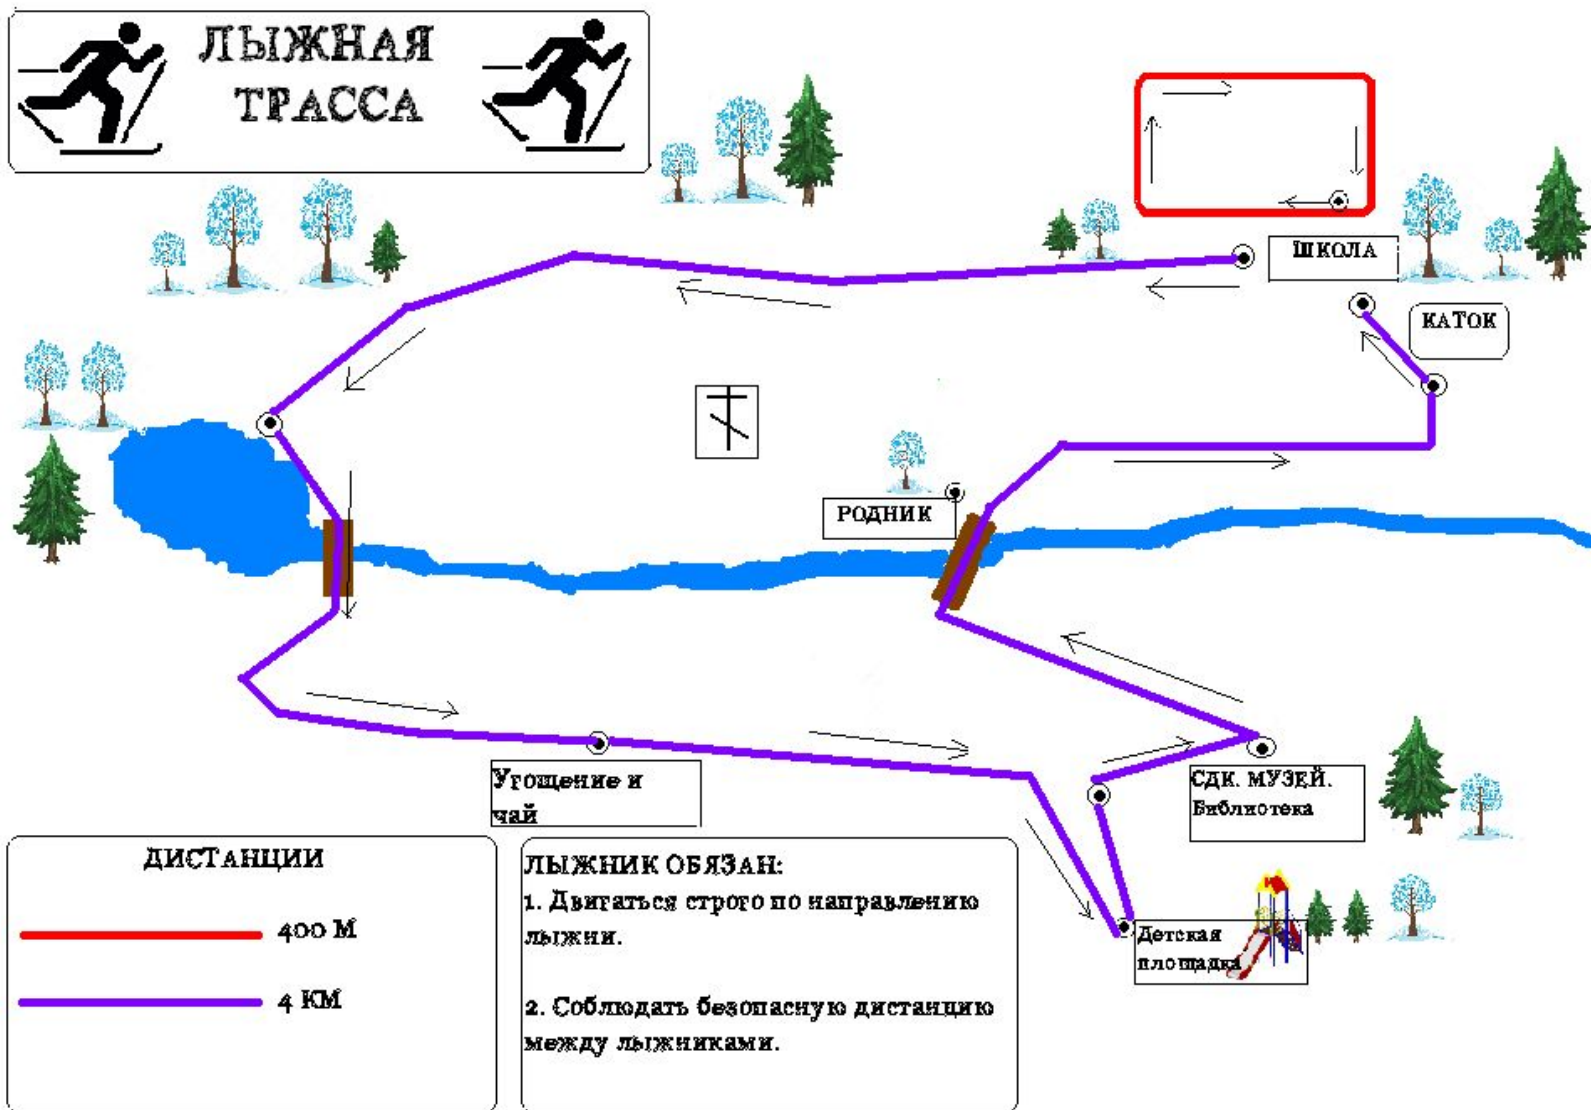 ЛЫЖНАЯ
ТРАССА
ШКОЛА
КАТОК
РОДНИК
Угощение и
чай
СДК. МУЗЕЙ.
Библиотека
Детская
площадка
ДИСТАНЦИИ
400 М
4 КМ
ЛЫЖНИК ОБЯЗАН:
1. Двигаться строго по направлению
лыжни.
2. Соблюдать безопасную дистанцию
между лыжниками.